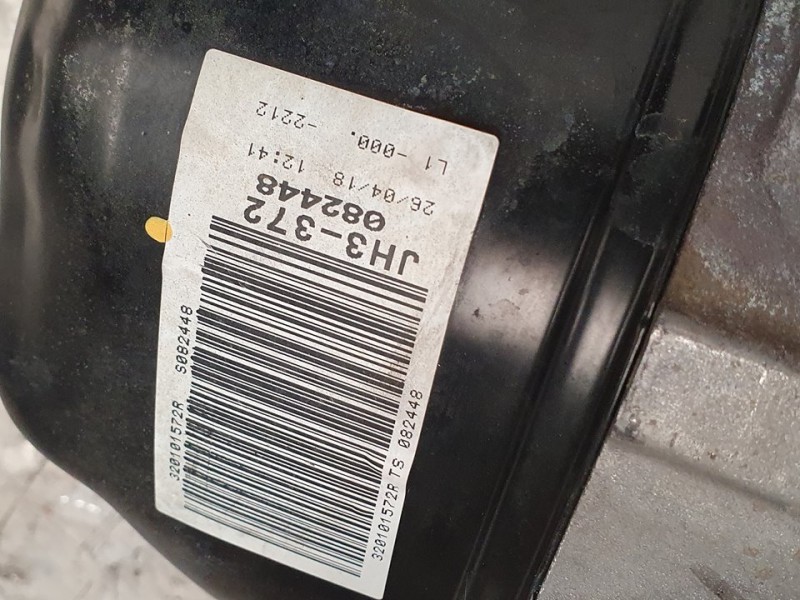 L1 -000. -2212
26/04/18 12:41
JH3-372
082448
320101572R S082448
320101572R TS 082448